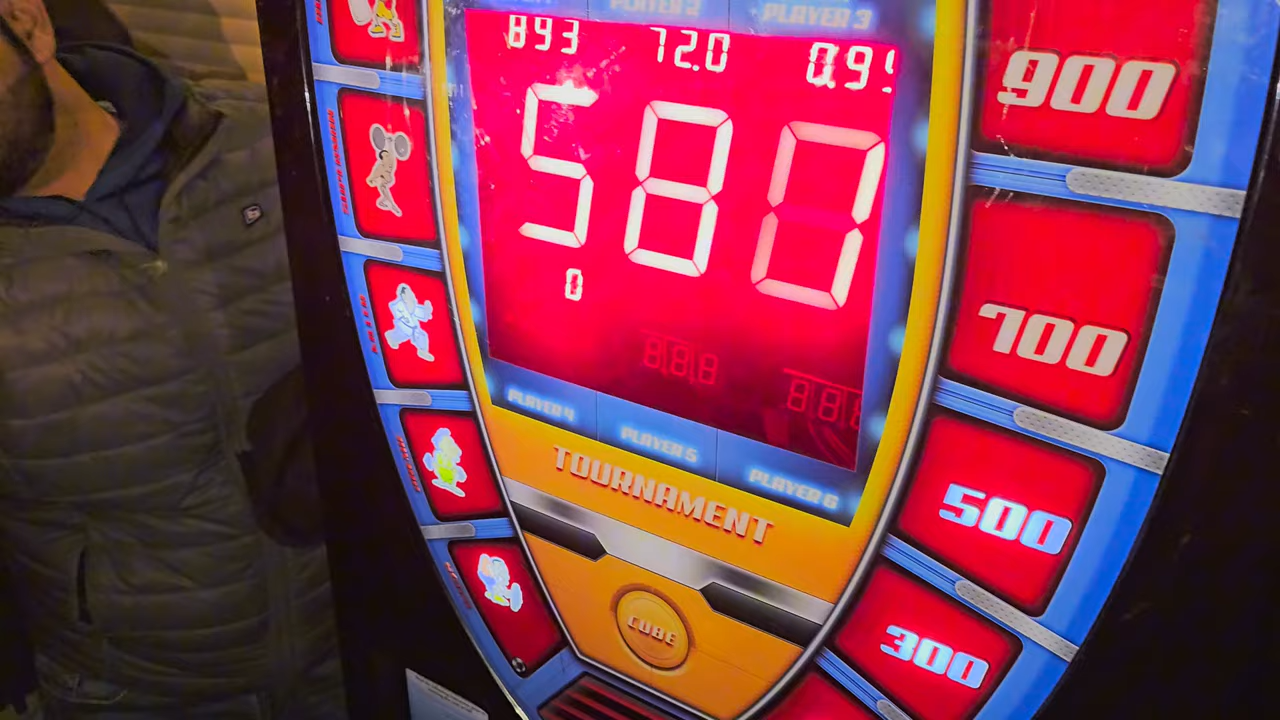 PLAYER 2
PLAYER 3
893
72.0
580
0
888
PLAYER 4
PLAYER 5
PLAYER 6
TOURNAMENT
CUBE
900
700
500
300